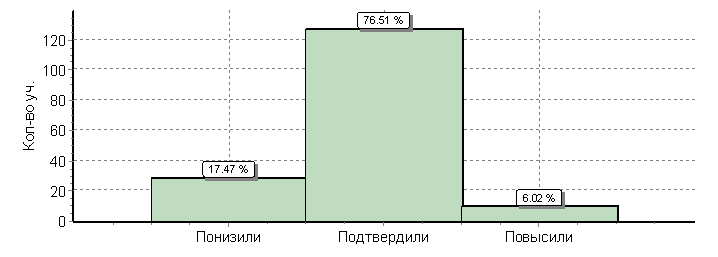 76.51 %
120
100
80
60
40
20
0
Кол-во уч.
17.47 %
6.02 %
Понизили
Подтвердили
Повысили